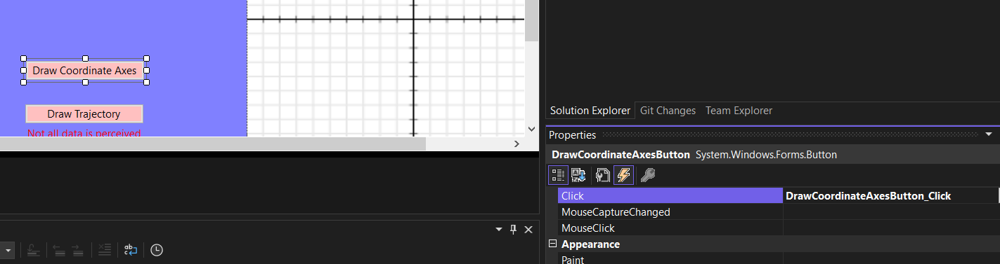 Draw Coordinate Axes
Draw Trajectory
Not all data is perceived
Solution Explorer Git Changes Team Explorer
Properties
DrawCoordinateAxesButton System.Windows.Forms.Button
Click DrawCoordinateAxesButton_Click
MouseCaptureChanged
MouseClick
Appearance
Paint